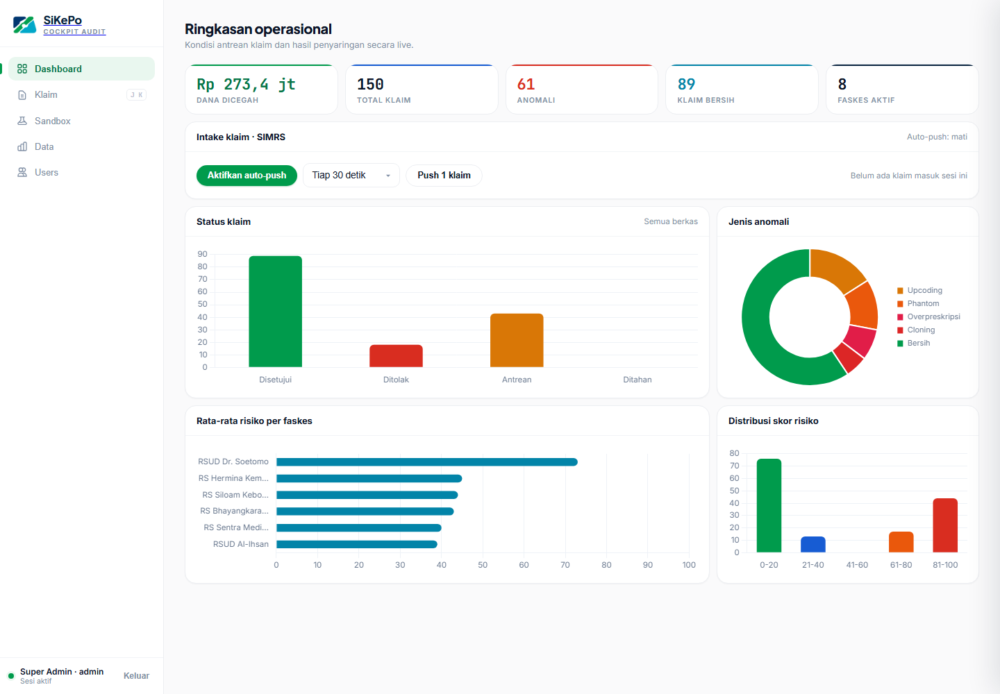 SiKePo
COCKPIT AUDIT
Dashboard
Klaim
J K
Sandbox
Data
Users
Super Admin · admin
Sesi aktif
Keluar
Ringkasan operasional
Kondisi antrean klaim dan hasil penyaringan secara live.
Rp 273,4 jt
DANA DICEGAH
150
TOTAL KLAIM
61
ANOMALI
89
KLAIM BERSIH
8
FASKES AKTIF
Intake klaim · SIMRS
Auto-push: mati
Aktifkan auto-push
Tiap 30 detik
Push 1 klaim
Belum ada klaim masuk sesi ini
Status klaim
Semua berkas
90
80
70
60
50
40
30
20
10
0
Disetujui
Ditolak
Antrean
Ditahan
Jenis anomali
Upcoding
Phantom
Overpreskripsi
Cloning
Bersih
Rata-rata risiko per faskes
RSUD Dr. Soetomo
RS Hermina Kem...
RS Siloam Kebo...
RS Bhayangkara...
RS Sentra Medi...
RSUD Al-Ihsan
0 10 20 30 40 50 60 70 80 90 100
Distribusi skor risiko
80
70
60
50
40
30
20
10
0
0-20 21-40 41-60 61-80 81-100